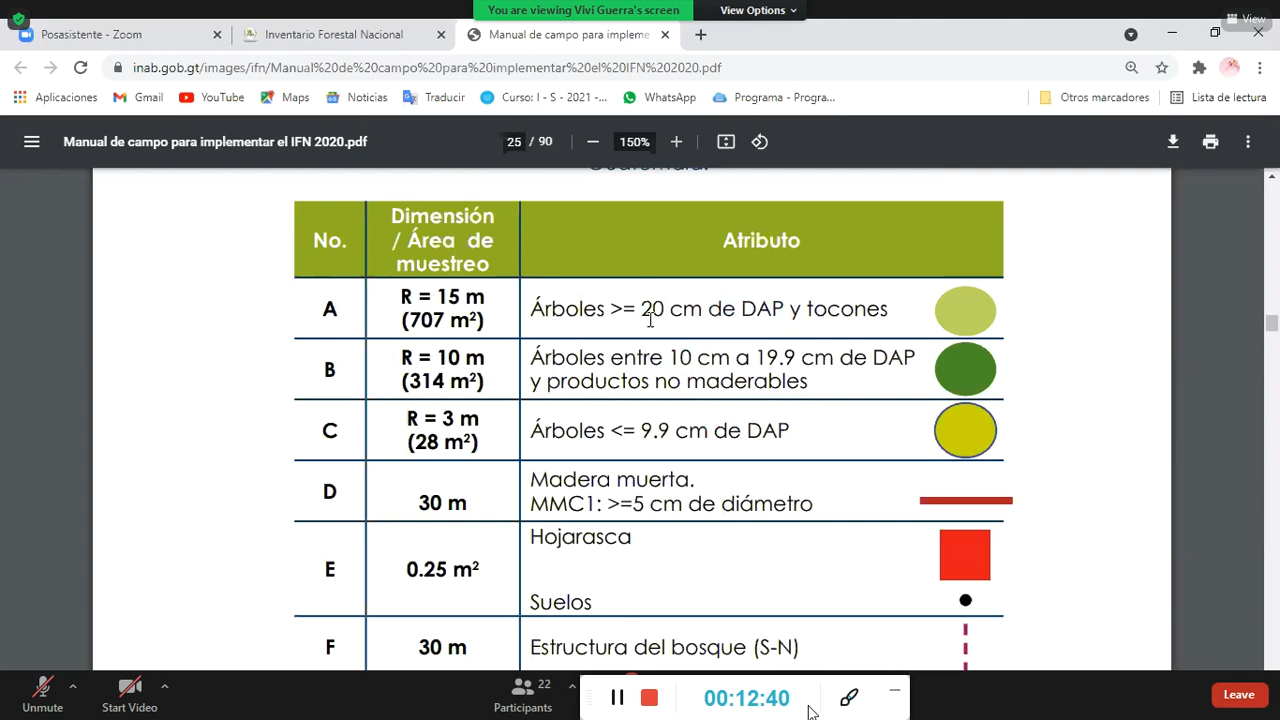 You are viewing Vivi Guerra's screen
View Options
View
Posasistente - Zoom
Inventario Forestal Nacional
Manual de campo para impleme
inab.gob.gt/images/ifn/Manual%20de%20campo%20para%20implementar%20el%20IFN%202020.pdf
Aplicaciones
Gmail
YouTube
Maps
Noticias
Traducir
Curso: I - S - 2021 -...
WhatsApp
Programa - Progra...
Otros marcadores
Lista de lectura
Manual de campo para implementar el IFN 2020.pdf
25 / 90
150%
Guatemala.
No.
Dimensión
/ Área de
muestreo
Atributo
A
R = 15 m
(707 m²)
Árboles >= 20 cm de DAP y tocones
B
R = 10 m
(314 m²)
Árboles entre 10 cm a 19.9 cm de DAP
y productos no maderables
C
R = 3 m
(28 m²)
Árboles <= 9.9 cm de DAP
D
30 m
Madera muerta.
MMC1: >=5 cm de diámetro
E
0.25 m²
Hojarasca
Suelos
F
30 m
Estructura del bosque (S-N)
Unmute
Start Video
22
Participants
00:12:40
Leave